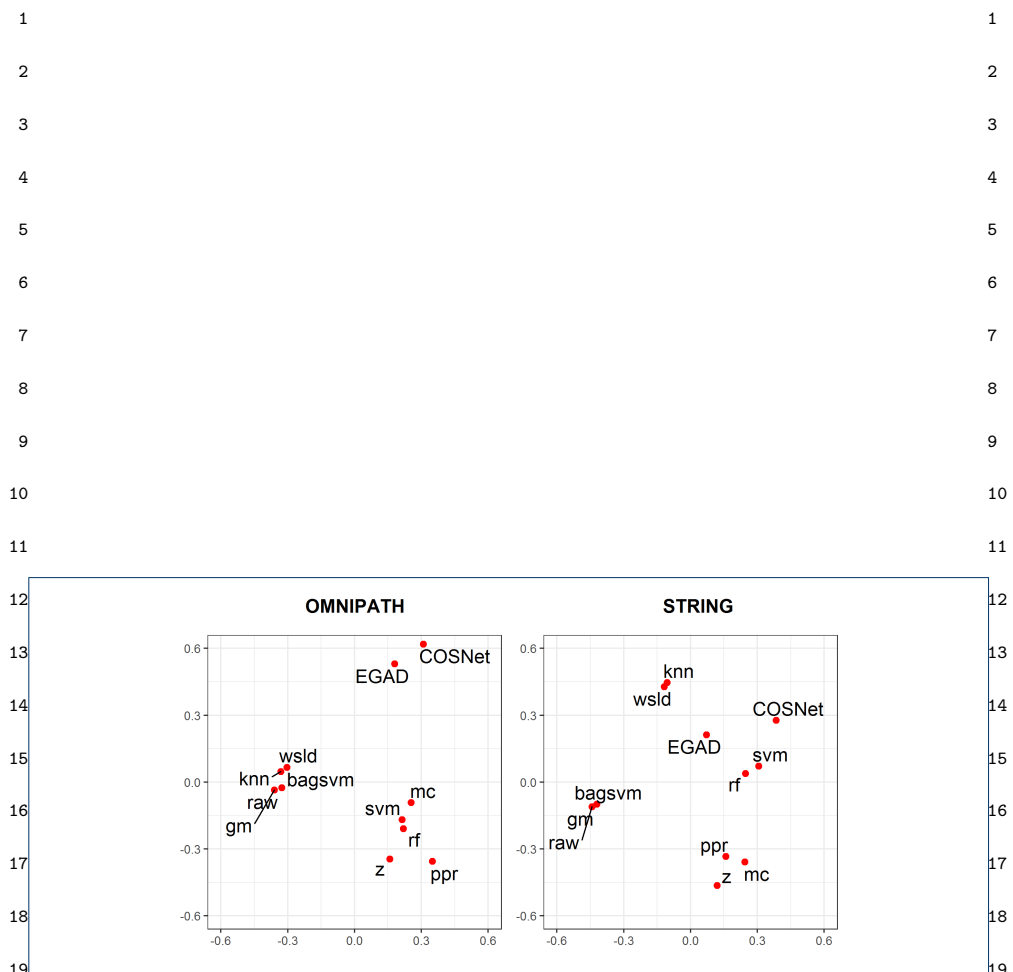 1 1
2 2
3 3
4 4
5 5
6 6
7 7
8 8
9 9
10 10
11 11
12 OMNIPATH STRING 12
13 13
14 14
15 15
16 16
17 17
18 18
19 19
0.6
0.3
0.0
-0.3
-0.6
-0.6 -0.3 0.0 0.3 0.6
COSNet
EGAD
wsld
knn
bagsvm
raw
gm
mc
svm
rf
z
ppr
0.6
0.3
0.0
-0.3
-0.6
-0.6 -0.3 0.0 0.3 0.6
knn
wsld
COSNet
EGAD
svm
rf
bagsvm
gm
raw
ppr
z
mc